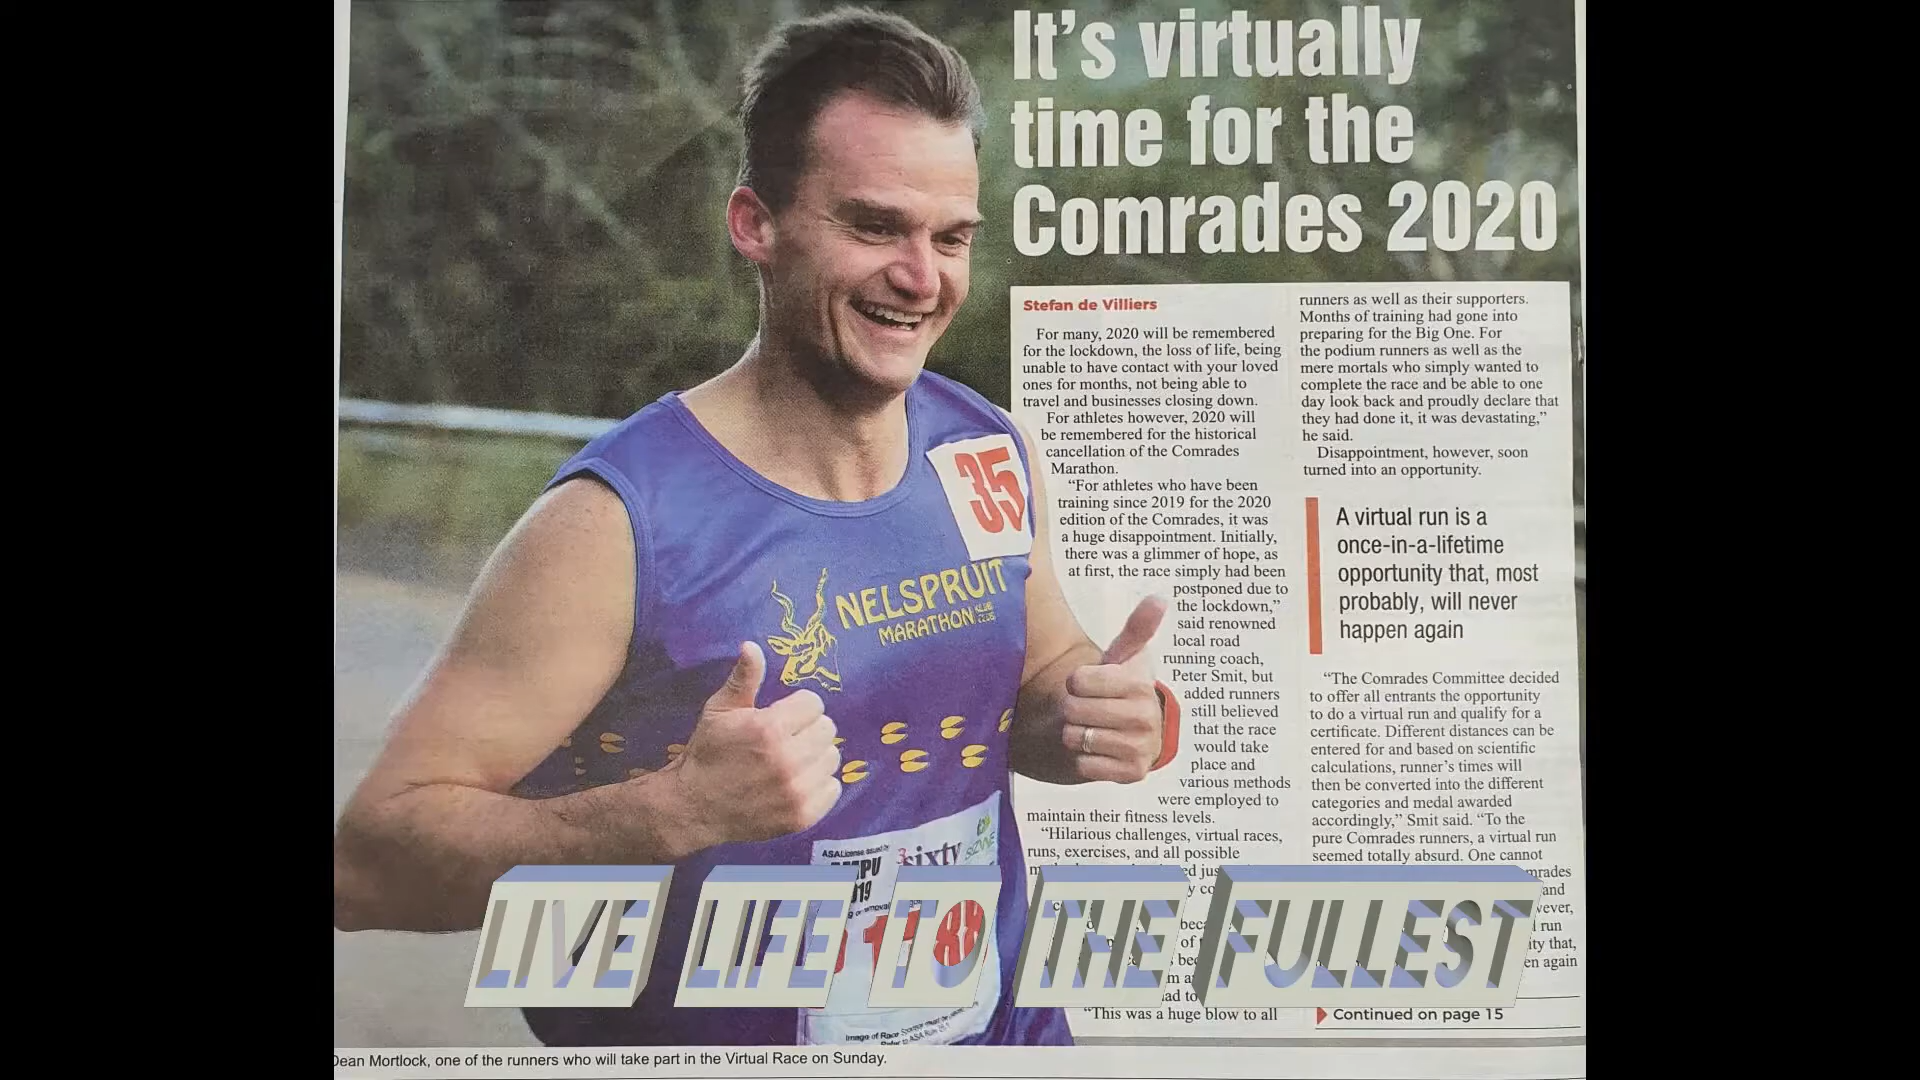 It's virtually
time for the
Comrades 2020
Stefan de Villiers
For many, 2020 will be remembered
for the lockdown, the loss of life, being
unable to have contact with your loved
ones for months, not being able to
travel and businesses closing down.
For athletes however, 2020 will
be remembered for the historical
cancellation of the Comrades
Marathon.
“For athletes who have been
training since 2019 for the 2020
edition of the Comrades, it was
a huge disappointment. Initially,
there was a glimmer of hope, as
at first, the race simply had been
postponed due to
the lockdown,”
said renowned
local road
running coach,
Peter Smit, but
added runners
still believed
that the race
would take
place and
various methods
were employed to
maintain their fitness levels.
“Hilarious challenges, virtual races,
runs, exercises, and all possible
“This was a huge blow to all
runners as well as their supporters.
Months of training had gone into
preparing for the Big One. For
the podium runners as well as the
mere mortals who simply wanted to
complete the race and be able to one
day look back and proudly declare that
they had done it, it was devastating,”
he said.
Disappointment, however, soon
turned into an opportunity.
A virtual run is a
once-in-a-lifetime
opportunity that, most
probably, will never
happen again
“The Comrades Committee decided
to offer all entrants the opportunity
to do a virtual run and qualify for a
certificate. Different distances can be
entered for and based on scientific
calculations, runner’s times will
then be converted into the different
categories and medal awarded
accordingly,” Smit said. “To the
pure Comrades runners, a virtual run
seemed totally absurd. One cannot
and
run
that,
again
Continued on page 15
35
NELSPRUIT
MARATHON KLUB
CLUB
ASA License issued by
3sixty
SIZWE
LIVE LIFE TO THE FULLEST
Dean Mortlock, one of the runners who will take part in the Virtual Race on Sunday.